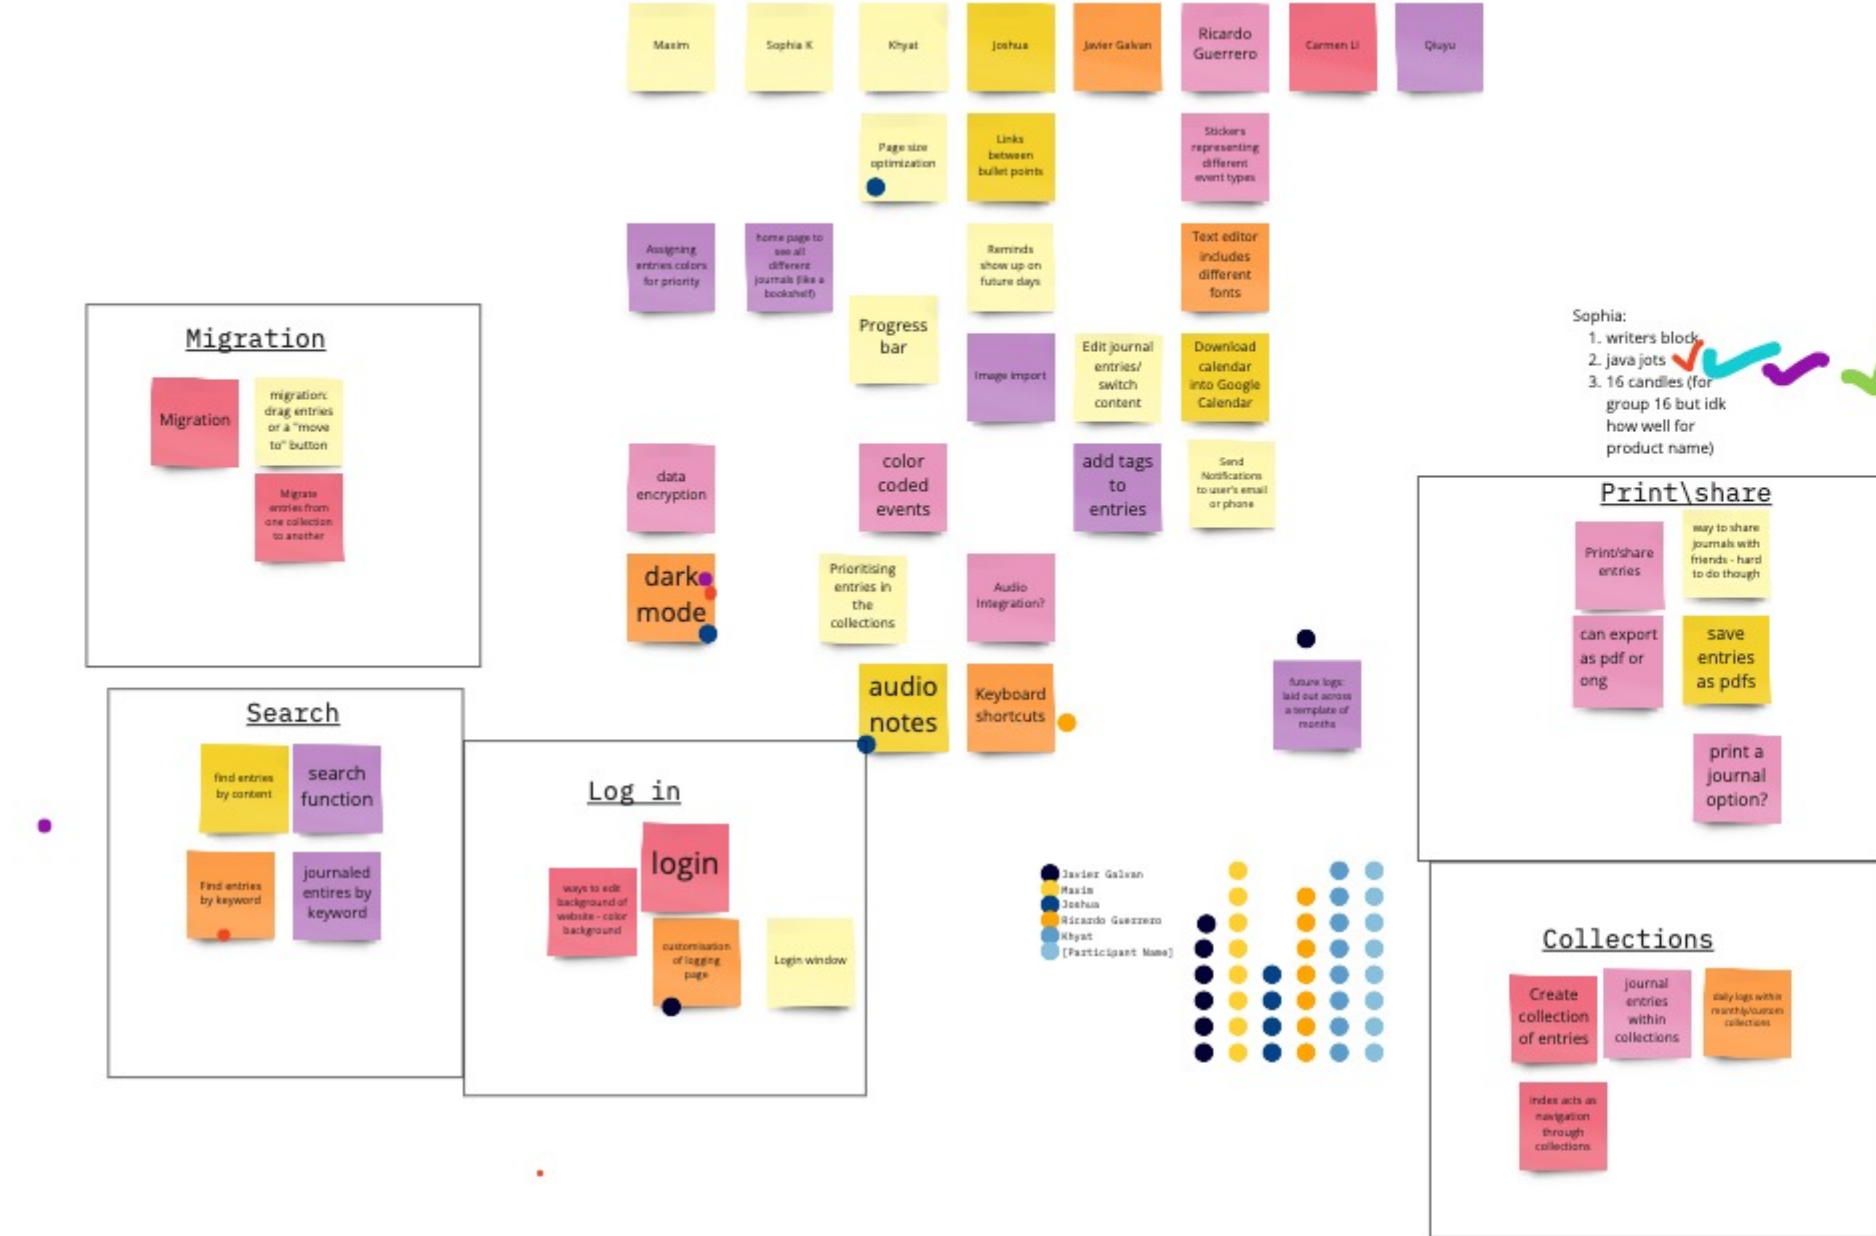 Maxim
Sophia K
Khyat
Joshua
Javier Galvan
Ricardo
Guerrero
Carmen Li
Qiuyu
Page size
optimization
Links
between
bullet points
Stickers
representing
different
event types
Assigning
entries colors
for priority
home page to
see all
different
journals (like a
bookshelf)
Reminds
show up on
future days
Text editor
includes
different
fonts
Progress
bar
Image import
Edit journal
entries/
switch
content
Download
calendar
into Google
Calendar
data
encryption
color
coded
events
add tags
to
entries
Send
Notifications
to user's email
or phone
dark
mode
Prioritising
entries in
the
collections
Audio
Integration?
audio
notes
Keyboard
shortcuts
future logs:
laid out across
a template of
months
Migration
Migration
migration:
drag entries
or a "move
to" button
Migrate
entries from
one collection
to another
Search
find entries
by content
search
function
Find entries
by keyword
journaled
entires by
keyword
Log in
login
ways to edit
background of
website - color
background
customisation
of logging
page
Login window
Javier Galvan
Maxim
Joshua
Ricardo Guerrero
Khyat
[Participant Name]
Sophia:
1. writers block
2. java jots
3. 16 candles (for
group 16 but idk
how well for
product name)
Print\share
Print/share
entries
way to share
journals with
friends - hard
to do though
can export
as pdf or
ong
save
entries
as pdfs
print a
journal
option?
Collections
Create
collection
of entries
journal
entries
within
collections
daily logs within
monthly/custom
collections
index acts as
navigation
through
collections